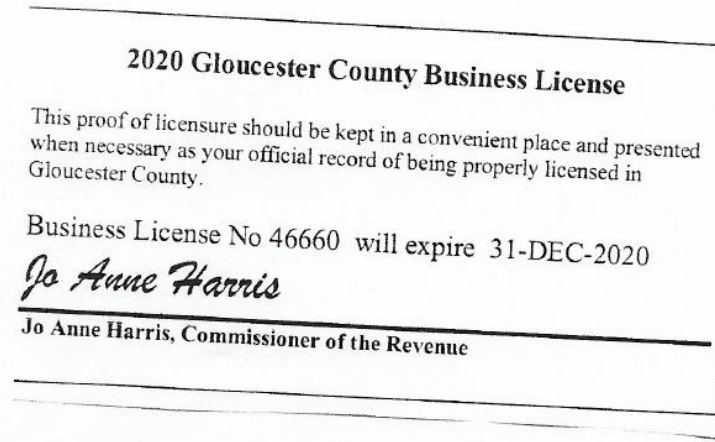 2020 Gloucester County Business License
This proof of licensure should be kept in a convenient place and presented
when necessary as your official record of being properly licensed in
Gloucester County.
Business License No 46660 will expire 31-DEC-2020
Jo Anne Harris
Jo Anne Harris, Commissioner of the Revenue